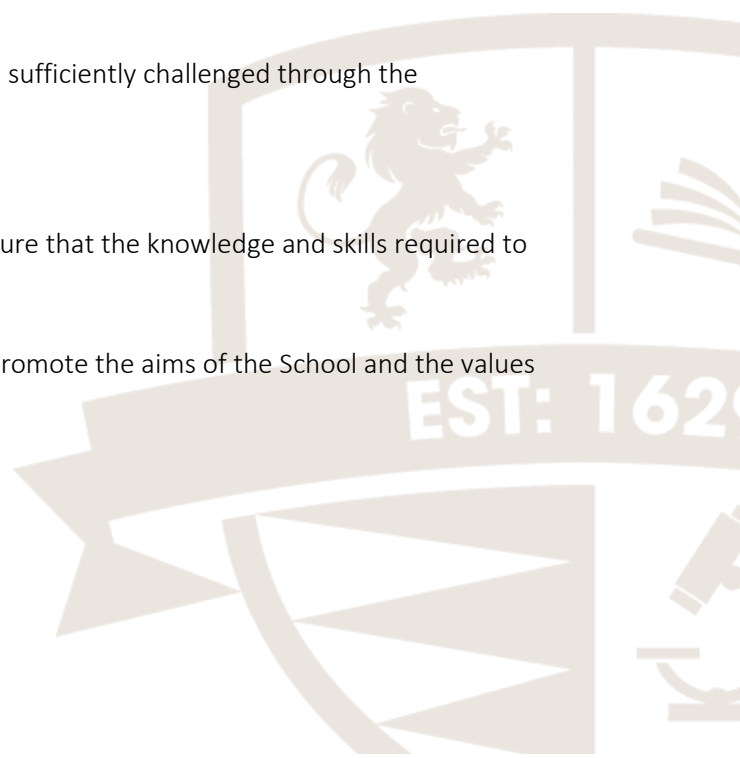 sufficiently challenged through the
ure that the knowledge and skills required to
romote the aims of the School and the values
EST: 1629